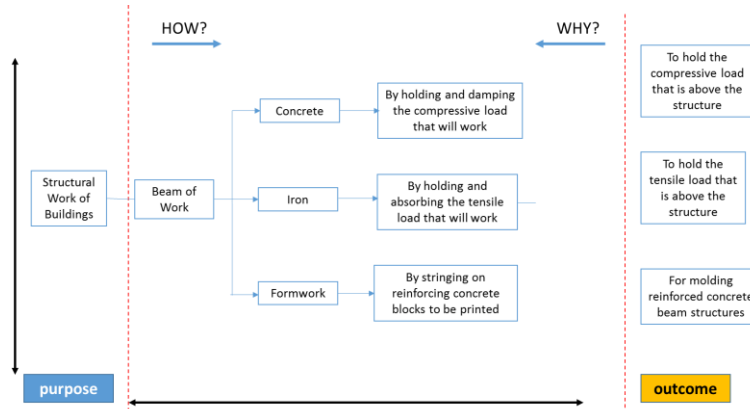 HOW?
WHY?
To hold the
compressive load
that is above the
structure
By holding and damping
the compressive load
that will work
Concrete
Structural
Work of
Buildings
Beam of
Work
Iron
By holding and
absorbing the tensile
load that will work
To hold the
tensile load that
is above the
structure
Formwork
By stringing on
reinforcing concrete
blocks to be printed
For molding
reinforced concrete
beam structures
purpose
outcome